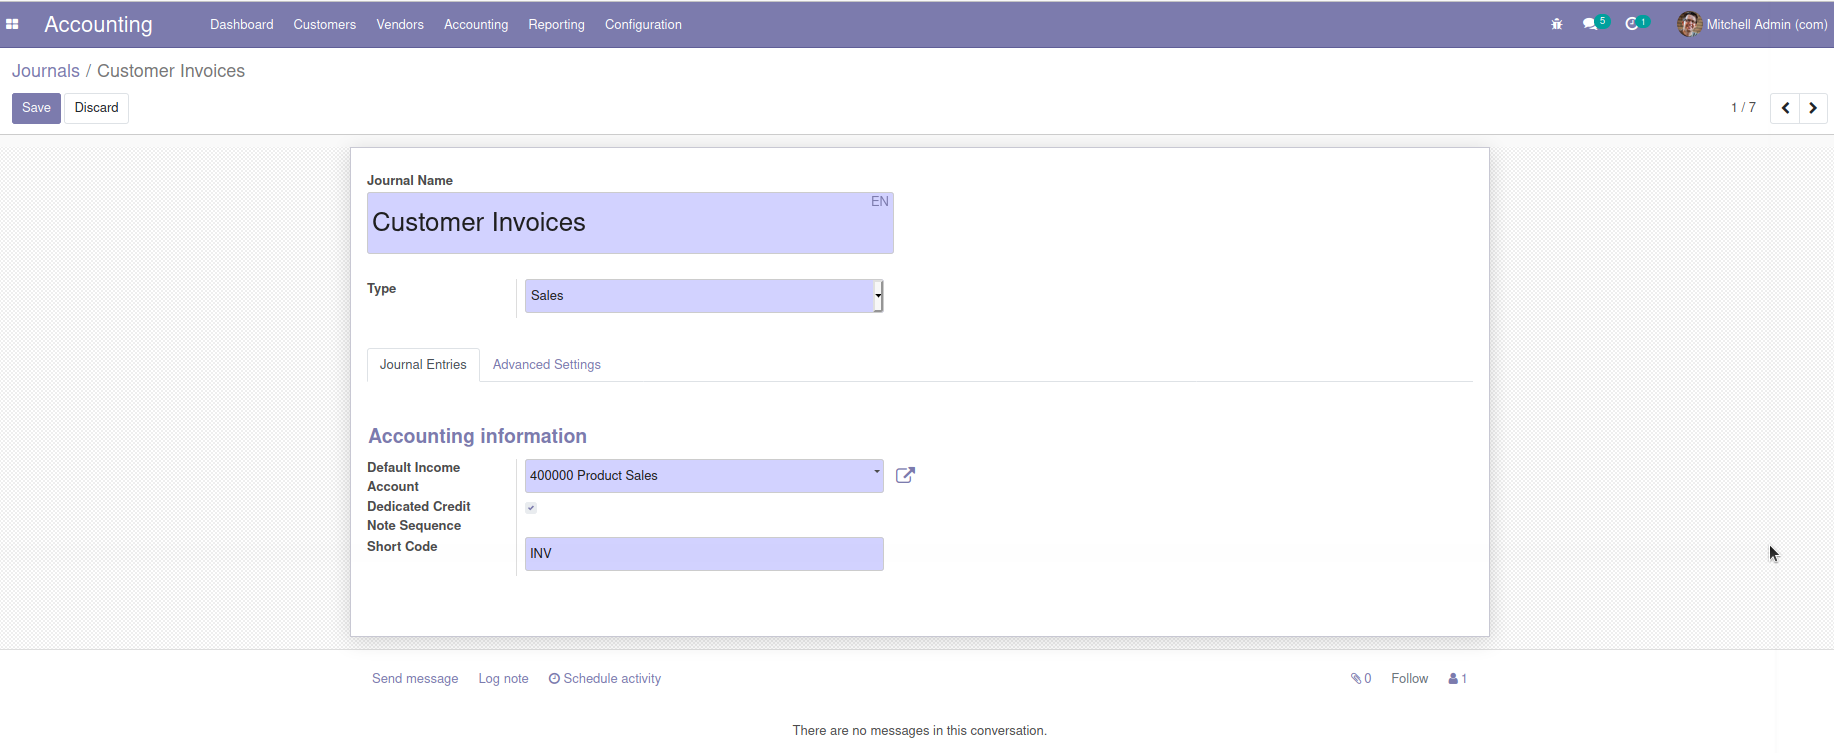 Accounting Dashboard Customers Vendors Accounting Reporting Configuration 5 1 Mitchell Admin (com)
Journals / Customer Invoices
Save Discard 1 / 7
Journal Name
EN
Customer Invoices
Type Sales
Journal Entries Advanced Settings
Accounting information
Default Income
Account
400000 Product Sales
Dedicated Credit
Note Sequence
Short Code INV
Send message Log note Schedule activity 0 Follow 1
There are no messages in this conversation.